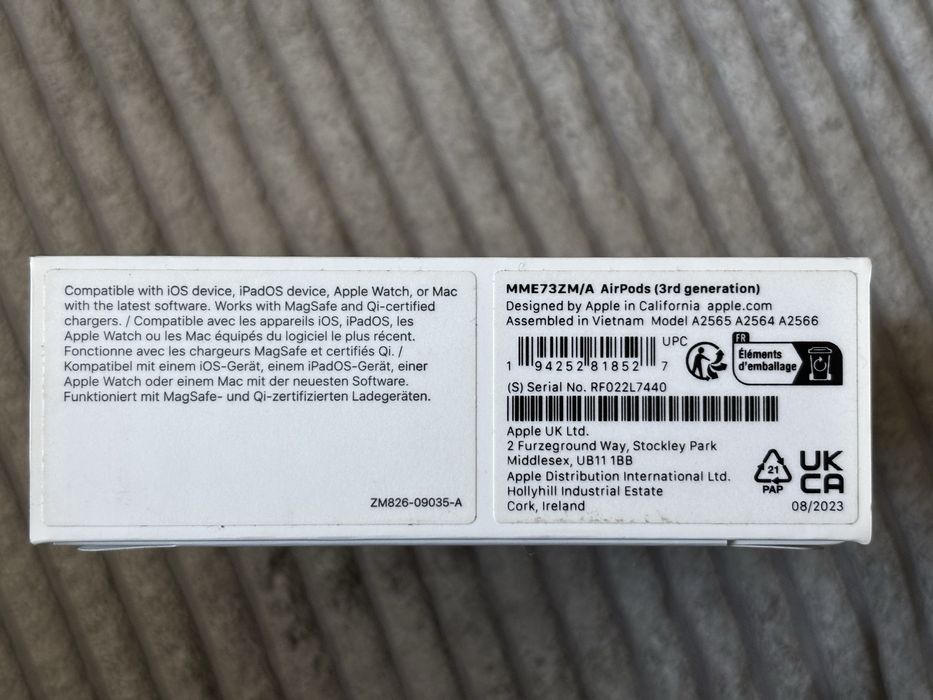 Compatible with iOS device, iPadOS device, Apple Watch, or Mac
with the latest software. Works with MagSafe and Qi-certified
chargers. / Compatible avec les appareils iOS, iPadOS, les
Apple Watch ou les Mac équipés du logiciel le plus récent.
Fonctionne avec les chargeurs MagSafe et certifiés Qi. /
Kompatibel mit einem iOS-Gerät, einem iPadOS-Gerät, einer
Apple Watch oder einem Mac mit der neuesten Software.
Funktioniert mit MagSafe- und Qi-zertifizierten Ladegeräten.
ZM826-09035-A
MME73ZM/A AirPods (3rd generation)
Designed by Apple in California apple.com
Assembled in Vietnam Model A2565 A2564 A2566
UPC
1 94252 81852 7
FR
Éléments
d'emballage
(S) Serial No. RF022L7440
Apple UK Ltd.
2 Furzeground Way, Stockley Park
Middlesex, UB11 1BB
Apple Distribution International Ltd.
Hollyhill Industrial Estate
Cork, Ireland
21
PAP
UK
CA
08/2023